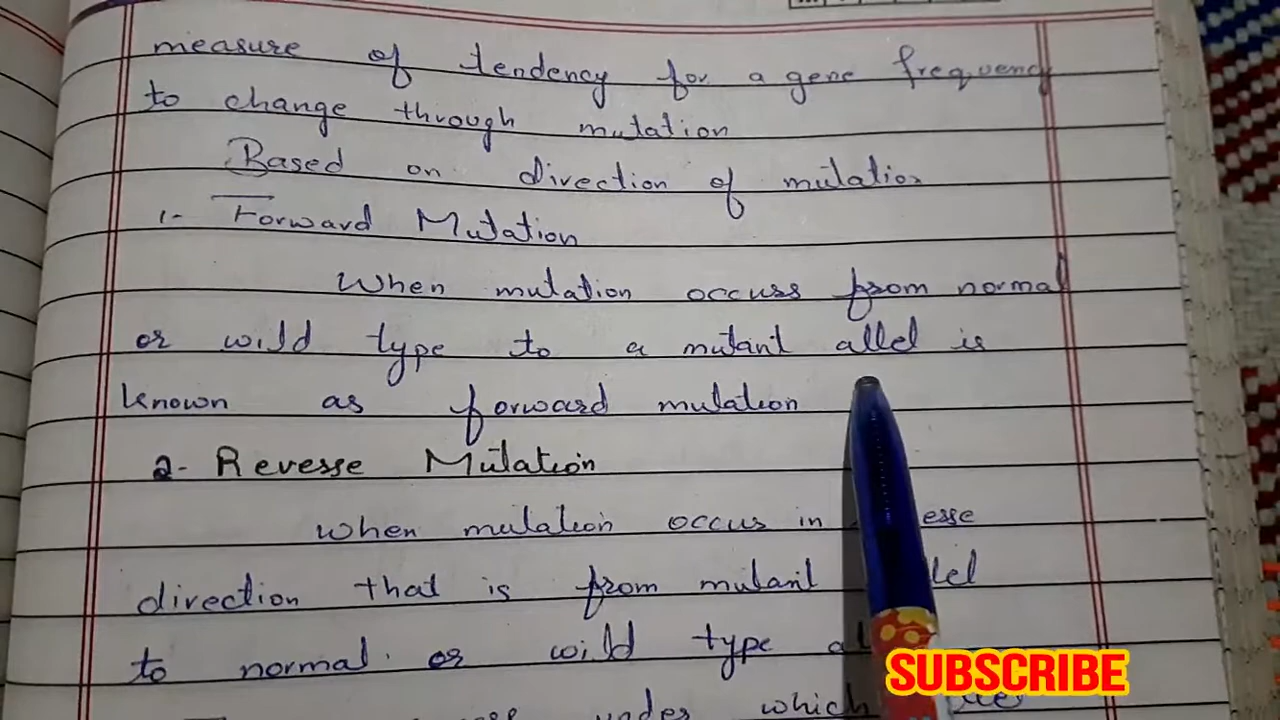 measure of tendency for a gene frequency
to change through mutation
Based on direction of mutation
1- Forward Mutation
When mutation occurs from normal
or wild type to a mutant allel is
known as forward mutation
2- Reverse Mutation
When mutation occus in
direction that is from mutant
to normal. or wild type
under which
SUBSCRIBE